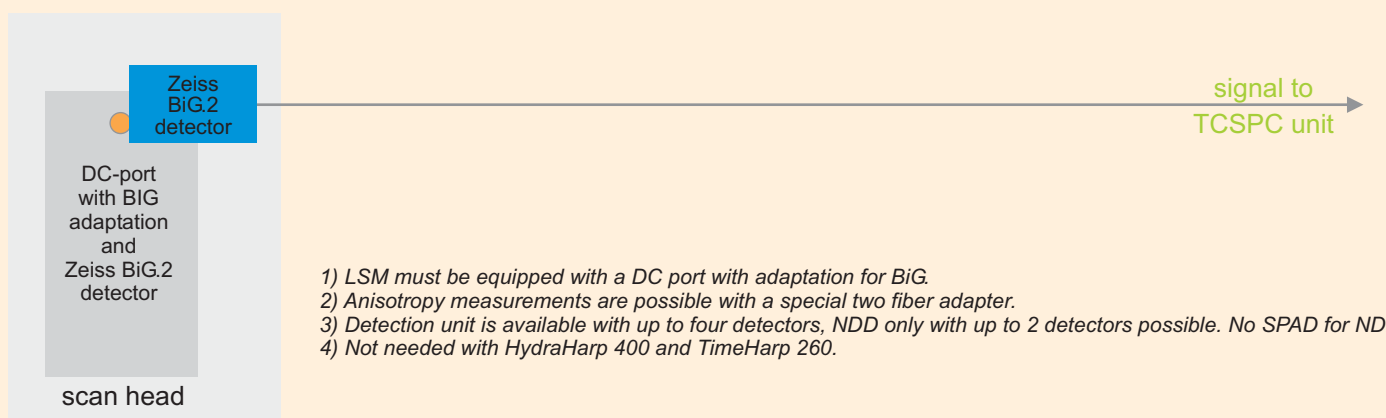 Zeiss
BiG.2
detector
signal to
TCSPC unit
DC-port
with BIG
adaptation
and
Zeiss BiG.2
detector
1) LSM must be equipped with a DC port with adaptation for BiG.
2) Anisotropy measurements are possible with a special two fiber adapter.
3) Detection unit is available with up to four detectors, NDD only with up to 2 detectors possible. No SPAD for ND
4) Not needed with HydraHarp 400 and TimeHarp 260.
scan head